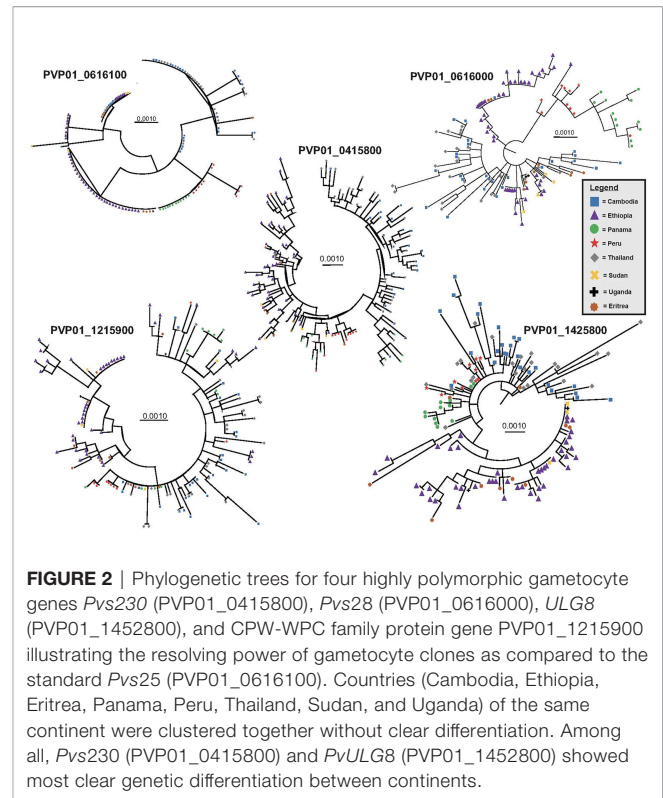 PVP01_0616100
PVP01_0616000
0.0010
0.0010
PVP01_0415800
0.0010
Legend
= Cambodia
= Ethiopia
= Panama
= Peru
= Thailand
= Sudan
= Uganda
= Eritrea
PVP01_1215900
PVP01_1425800
0.0010
0.0010
FIGURE 2 | Phylogenetic trees for four highly polymorphic gametocyte
genes Pvs230 (PVP01_0415800), Pvs28 (PVP01_0616000), ULG8
(PVP01_1452800), and CPW-WPC family protein gene PVP01_1215900
illustrating the resolving power of gametocyte clones as compared to the
standard Pvs25 (PVP01_0616100). Countries (Cambodia, Ethiopia,
Eritrea, Panama, Peru, Thailand, Sudan, and Uganda) of the same
continent were clustered together without clear differentiation. Among
all, Pvs230 (PVP01_0415800) and PvULG8 (PVP01_1452800) showed
most clear genetic differentiation between continents.